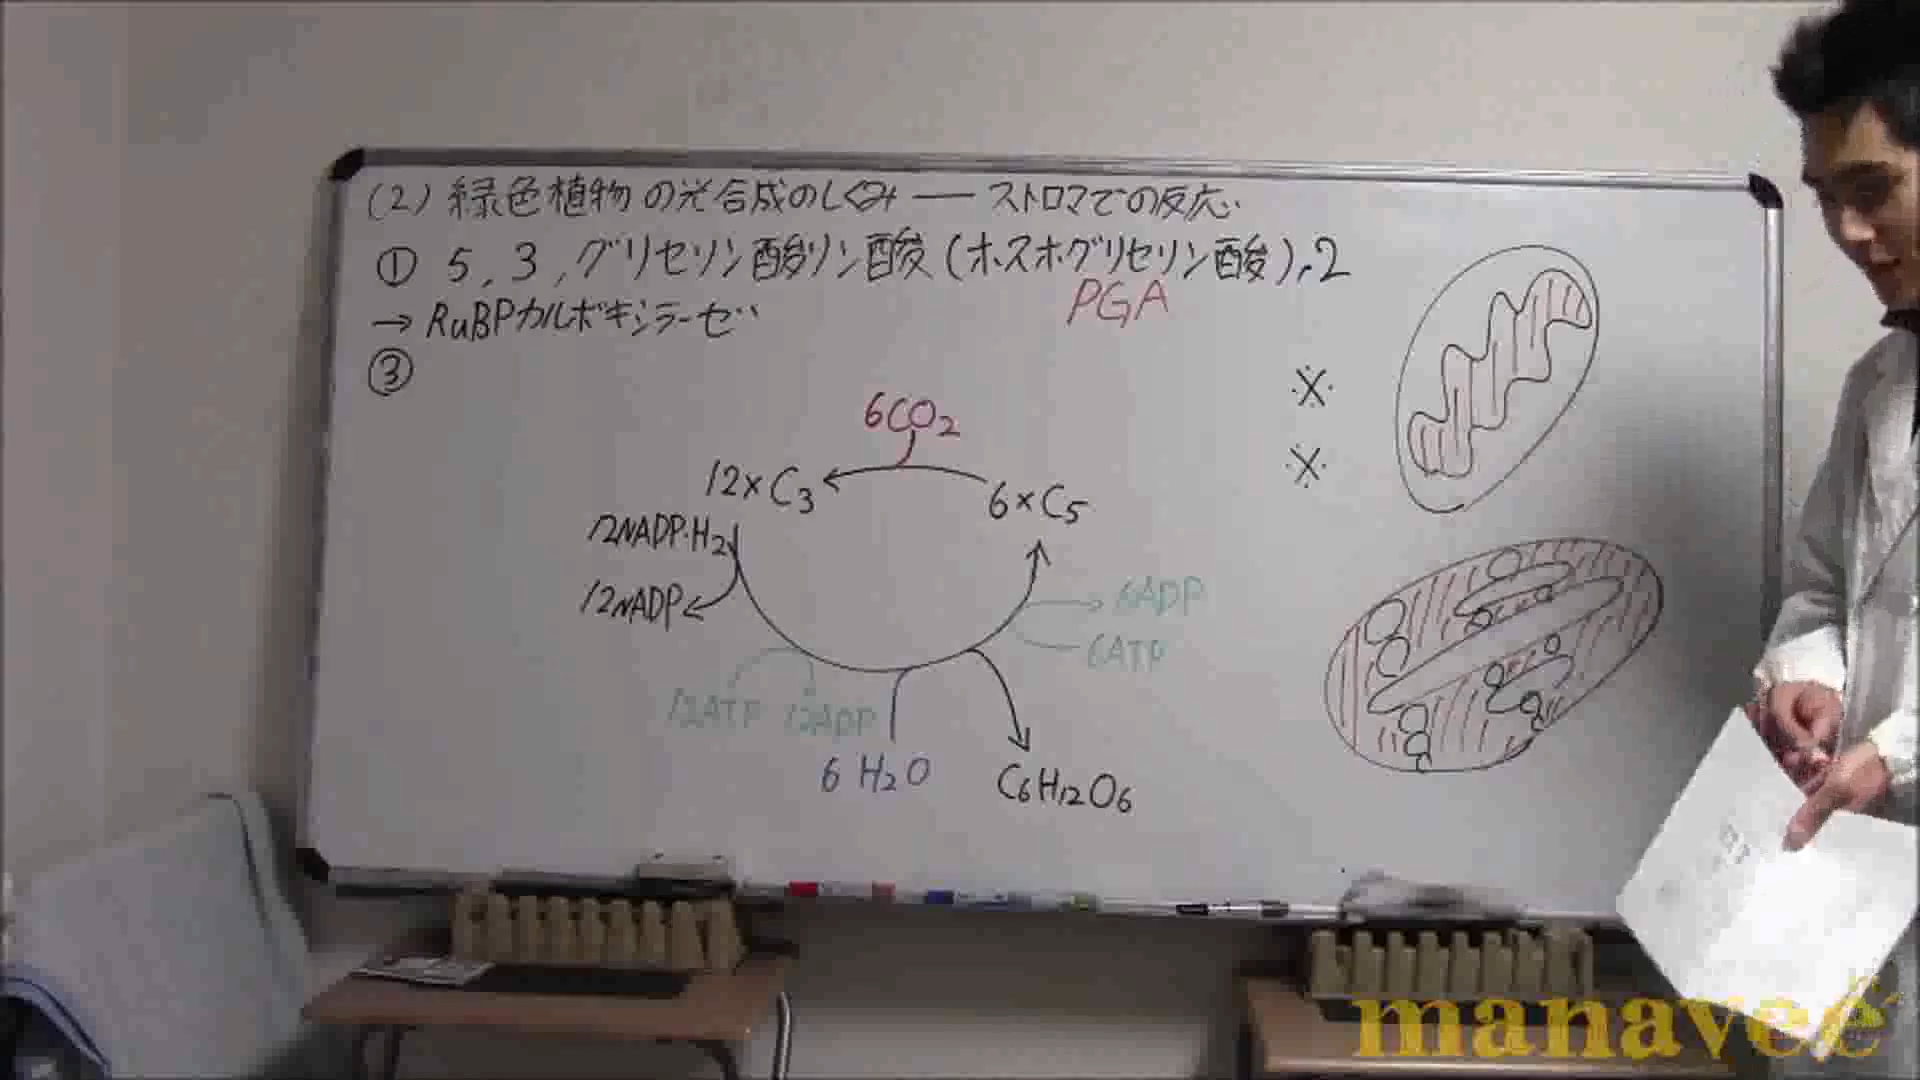 (2) 緑色植物の光合成のしくみ ― ストロマでの反応
① 5, 3, グリセリン酸リン酸 (ホスホグリセリン酸), 2
PGA
→ RuBPカルボキシラーゼ
③
※
※
6CO2
12×C3
6×C5
12NADP・H2
12NADP
6ADP
6ATP
12ATP 12ADP
6 H2O
C6H12O6
manavee